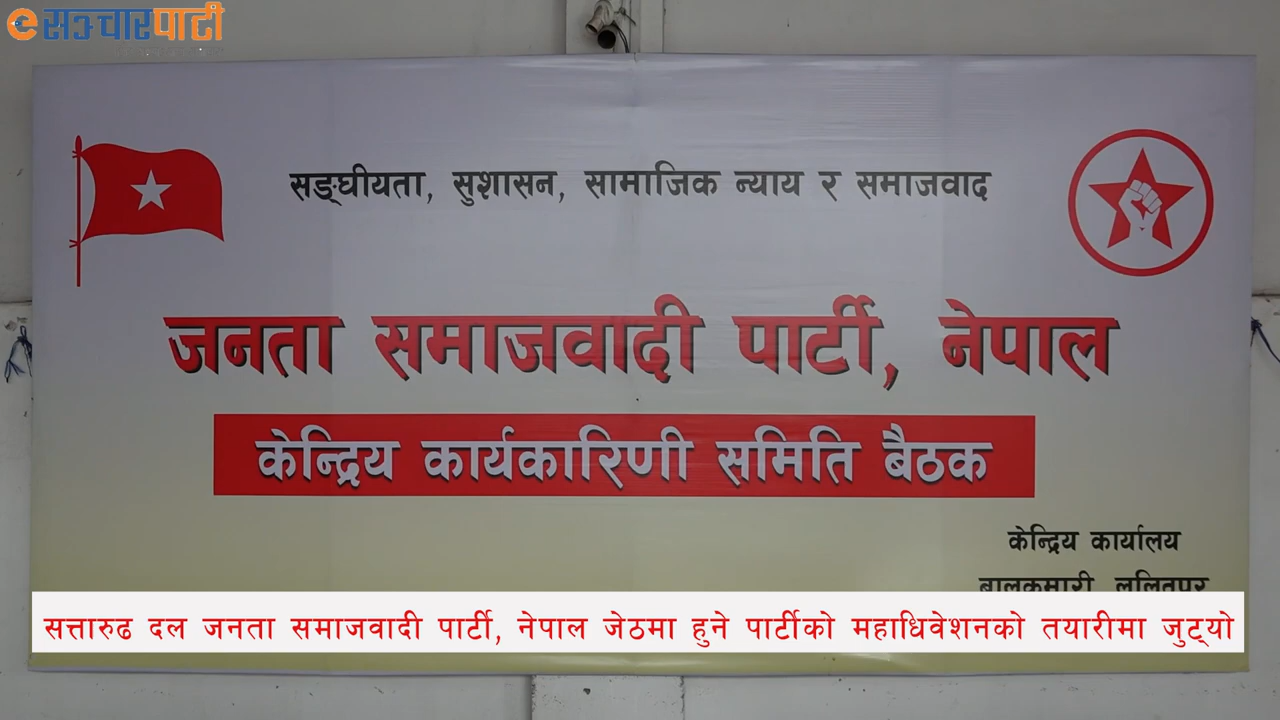 eसञ्चारपाटी
सङ्घीयता, सुशासन, सामाजिक न्याय र समाजवाद
जनता समाजवादी पार्टी, नेपाल
केन्द्रिय कार्यकारिणी समिति बैठक
केन्द्रिय कार्यालय
बालकुमारी, ललितपुर
सत्तारुढ दल जनता समाजवादी पार्टी, नेपाल जेठमा हुने पार्टीको महाधिवेशनको तयारीमा जुट्यो